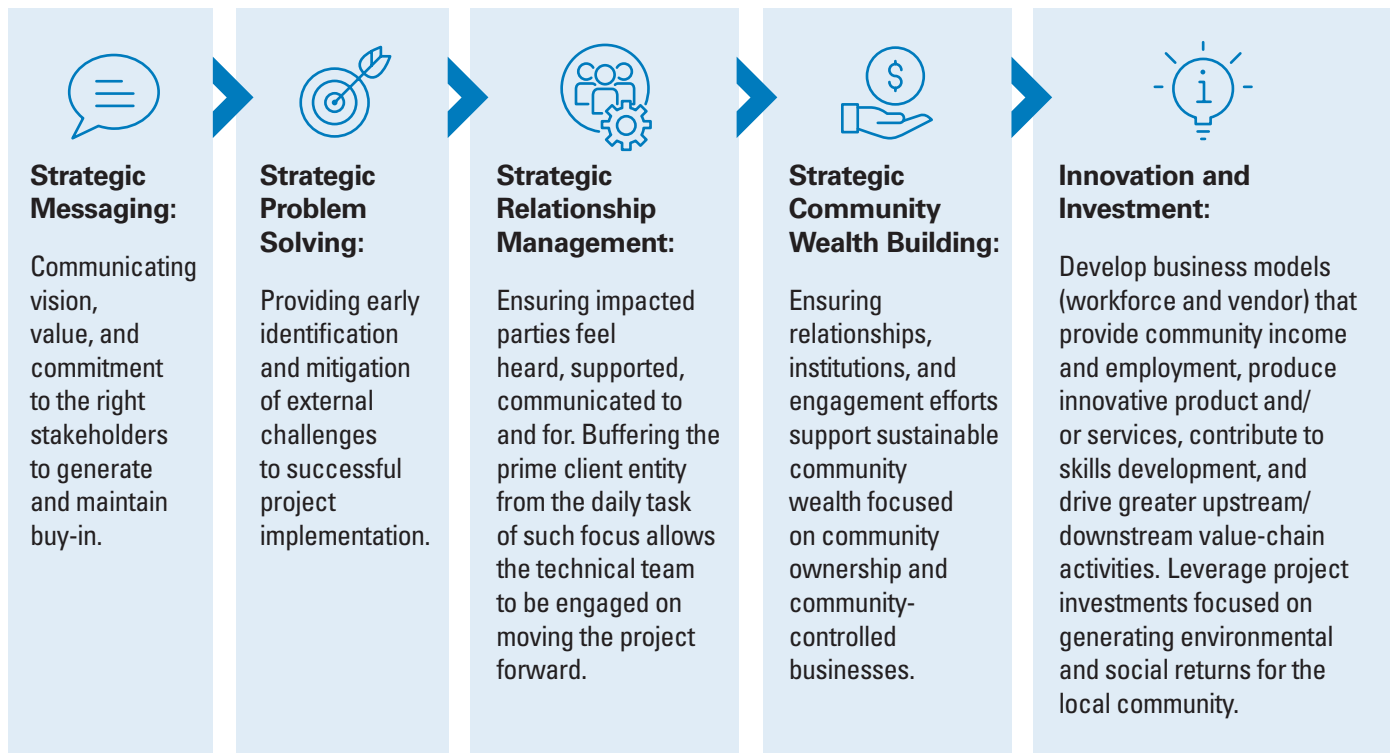 Strategic
Messaging:
Communicating
vision,
value, and
commitment
to the right
stakeholders
to generate
and maintain
buy-in.
Strategic
Problem
Solving:
Providing early
identification
and mitigation
of external
challenges
to successful
project
implementation.
Strategic
Relationship
Management:
Ensuring impacted
parties feel
heard, supported,
communicated to
and for. Buffering the
prime client entity
from the daily task
of such focus allows
the technical team
to be engaged on
moving the project
forward.
$
Strategic
Community
Wealth Building:
Ensuring
relationships,
institutions, and
engagement efforts
support sustainable
community
wealth focused
on community
ownership and
community-
controlled
businesses.
i
Innovation and
Investment:
Develop business models
(workforce and vendor) that
provide community income
and employment, produce
innovative product and/
or services, contribute to
skills development, and
drive greater upstream/
downstream value-chain
activities. Leverage project
investments focused on
generating environmental
and social returns for the
local community.